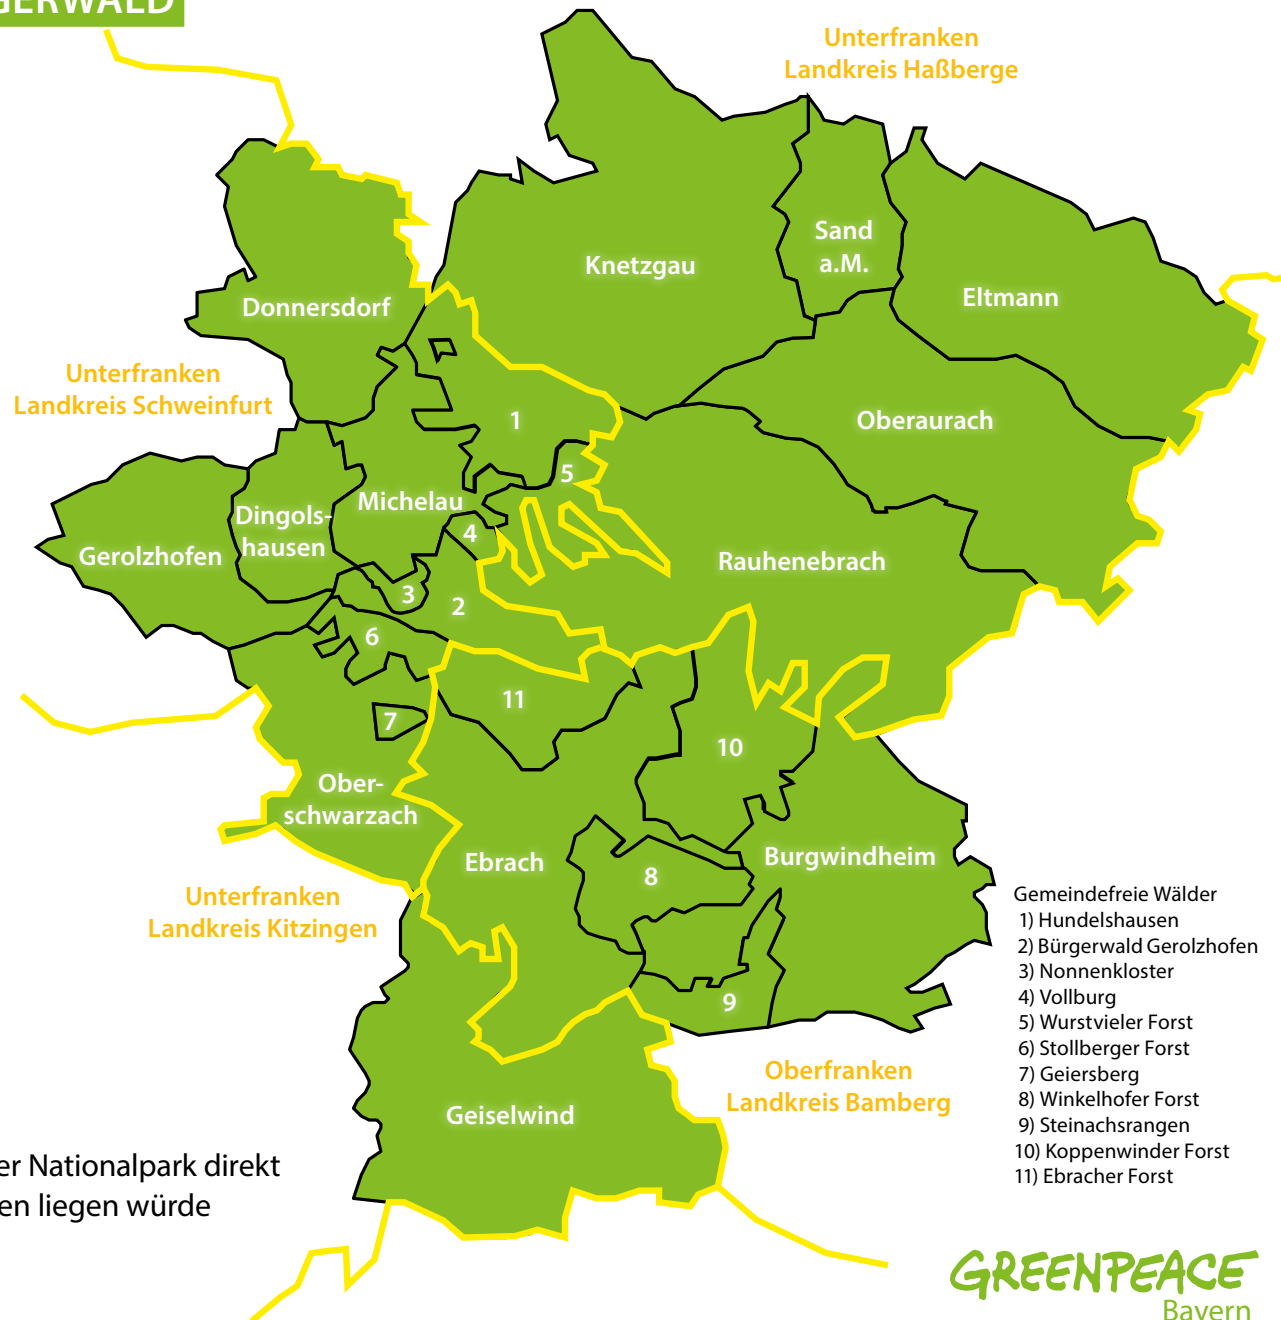 GERWALD
Unterfranken
Landkreis Haßberge
Knetzgau
Sand
a.M.
Eltmann
Donnersdorf
Unterfranken
Landkreis Schweinfurt
1
Oberaurach
5
Michelau
Dingols-
hausen
4
Gerolzhofen
Rauhenebrach
3
2
6
11
7
10
Ober-
schwarzach
Ebrach
8
Burgwindheim
Unterfranken
Landkreis Kitzingen
9
Oberfranken
Landkreis Bamberg
Geiselwind
Gemeindefreie Wälder
1) Hundelshausen
2) Bürgerwald Gerolzhofen
3) Nonnenkloster
4) Vollburg
5) Wurstvieler Forst
6) Stollberger Forst
7) Geiersberg
8) Winkelhofer Forst
9) Steinachsrangen
10) Koppenwinder Forst
11) Ebracher Forst
er Nationalpark direkt
en liegen würde
GREENPEACE
Bayern